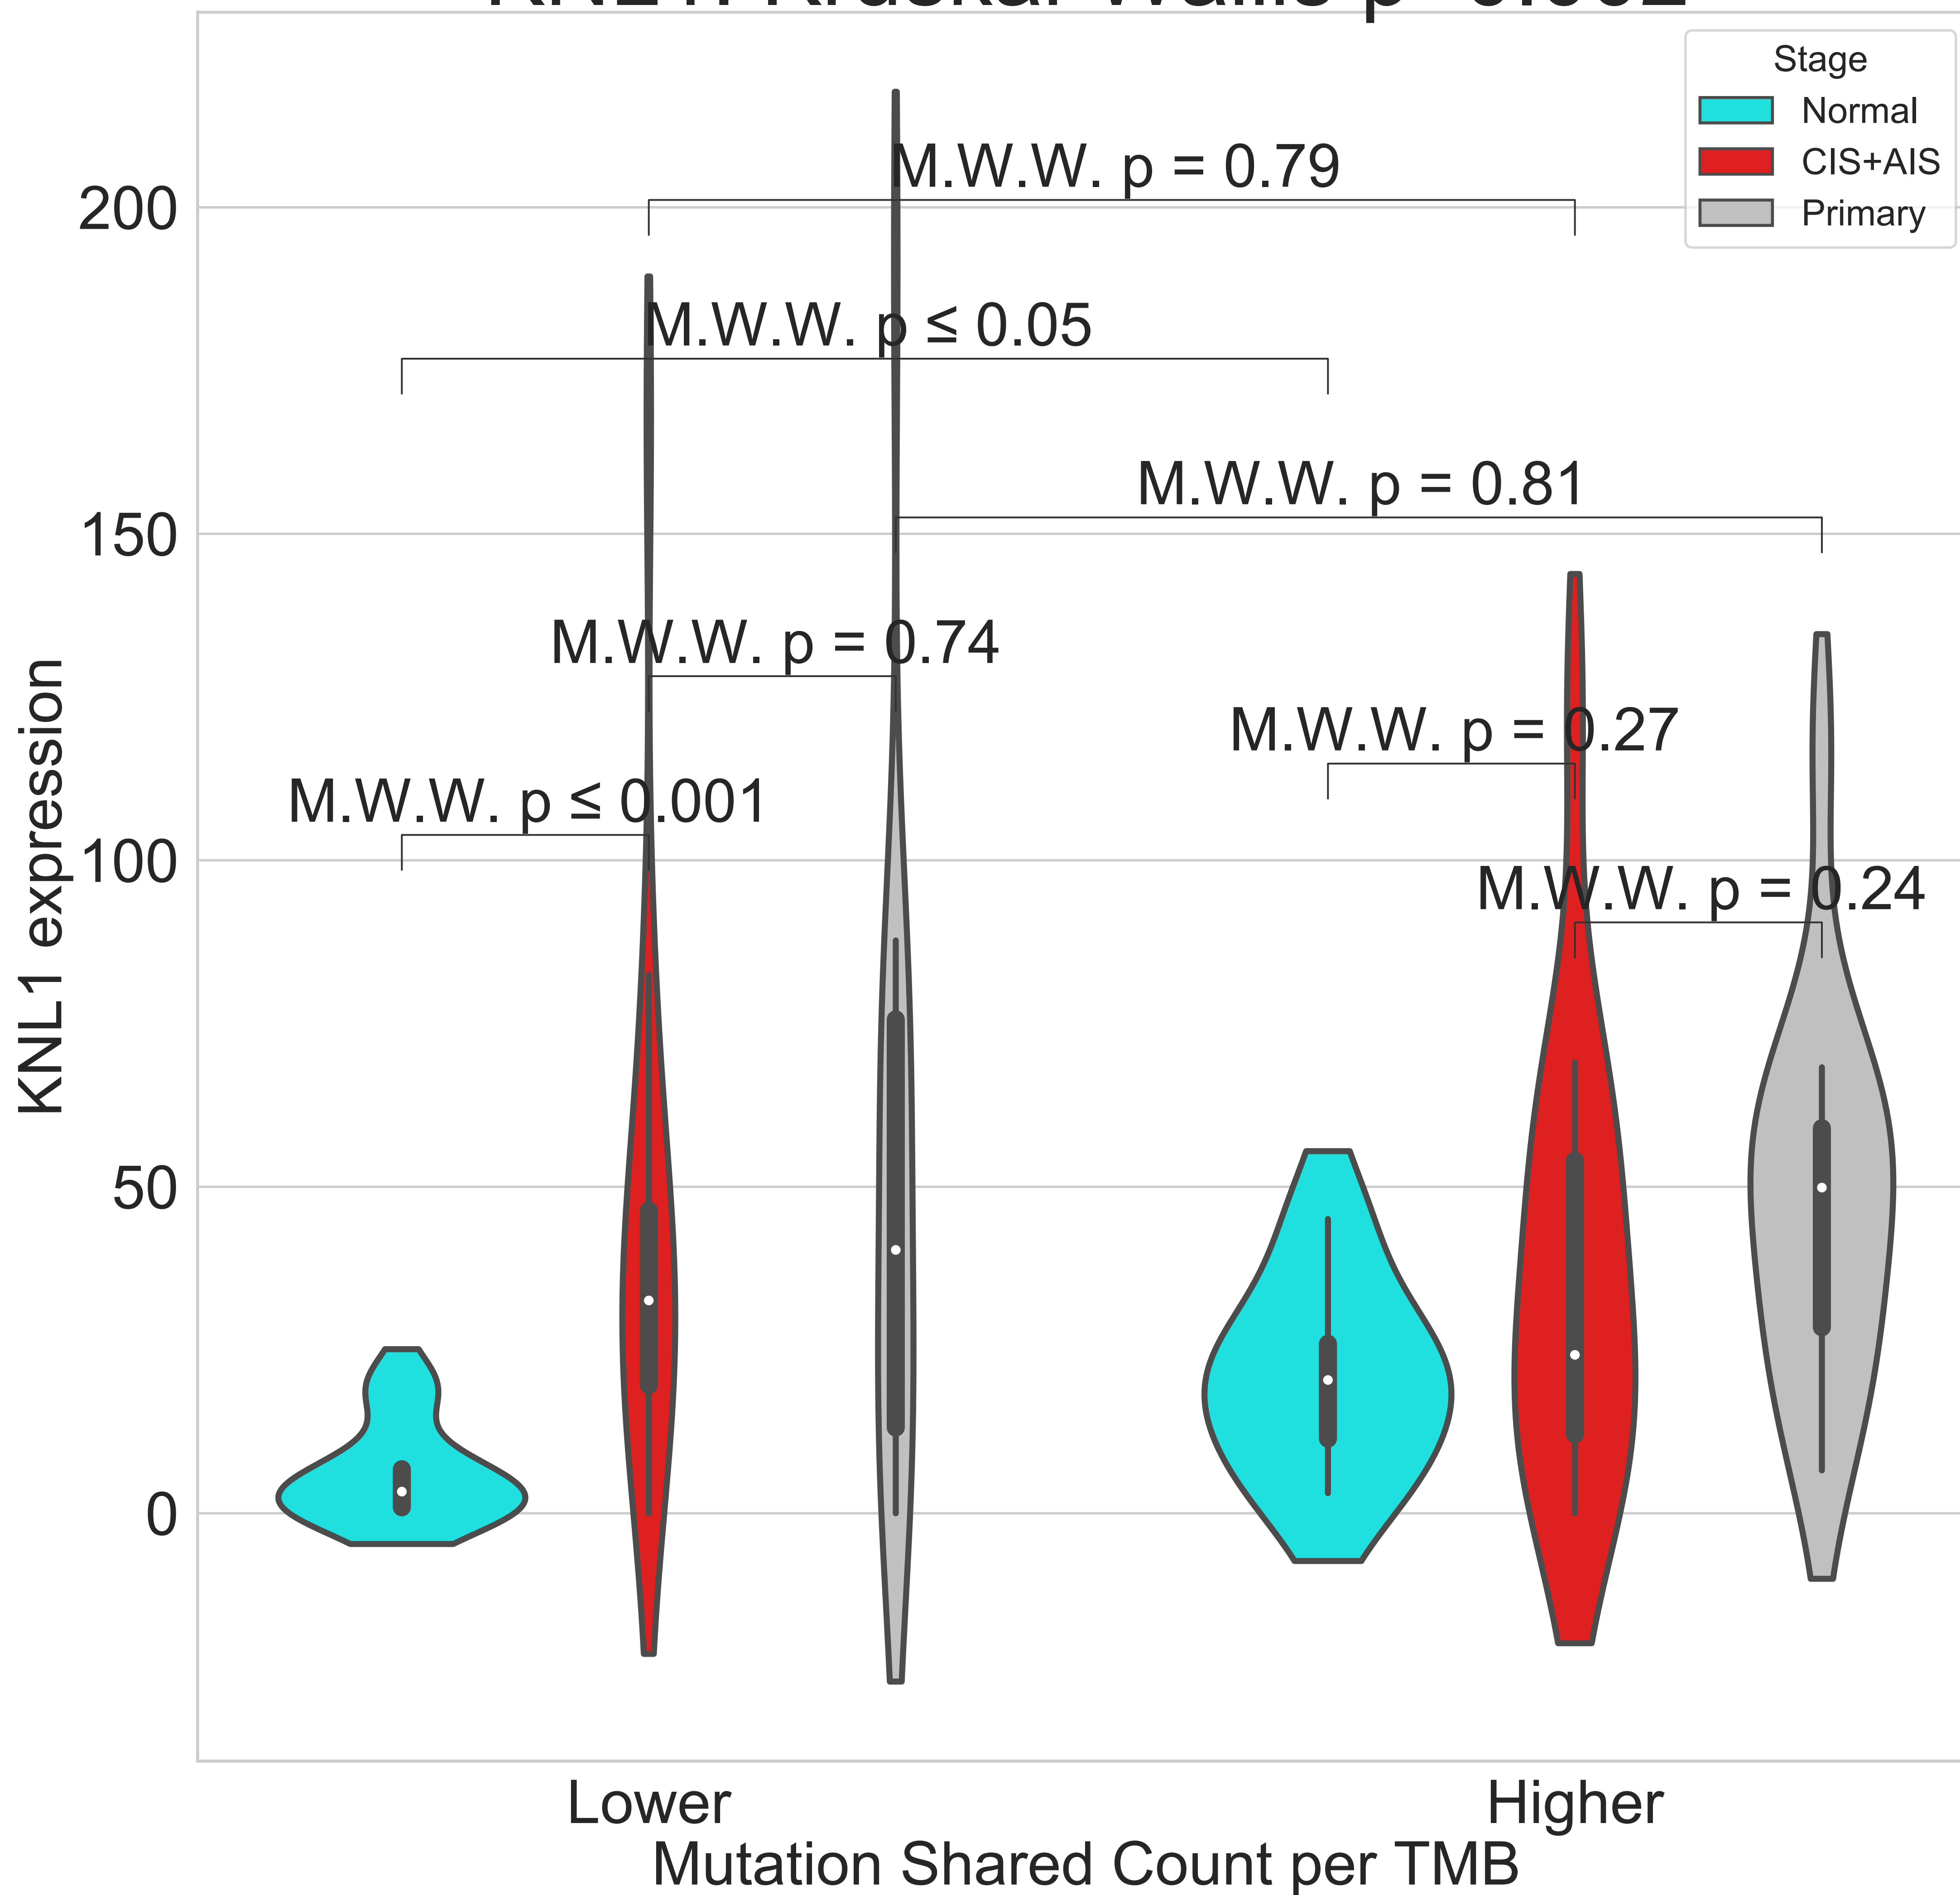 Stage
Normal
CIS+AIS
Primary
M.W.W. p = 0.79
200
M.W.W. p ≤ 0.05
M.W.W. p = 0.81
150
M.W.W. p = 0.74
M.W.W. p = 0.27
M.W.W. p ≤ 0.001
100
M.W.W. p = 0.24
KNL1 expression
50
0
Lower
Higher
Mutation Shared Count per TMB